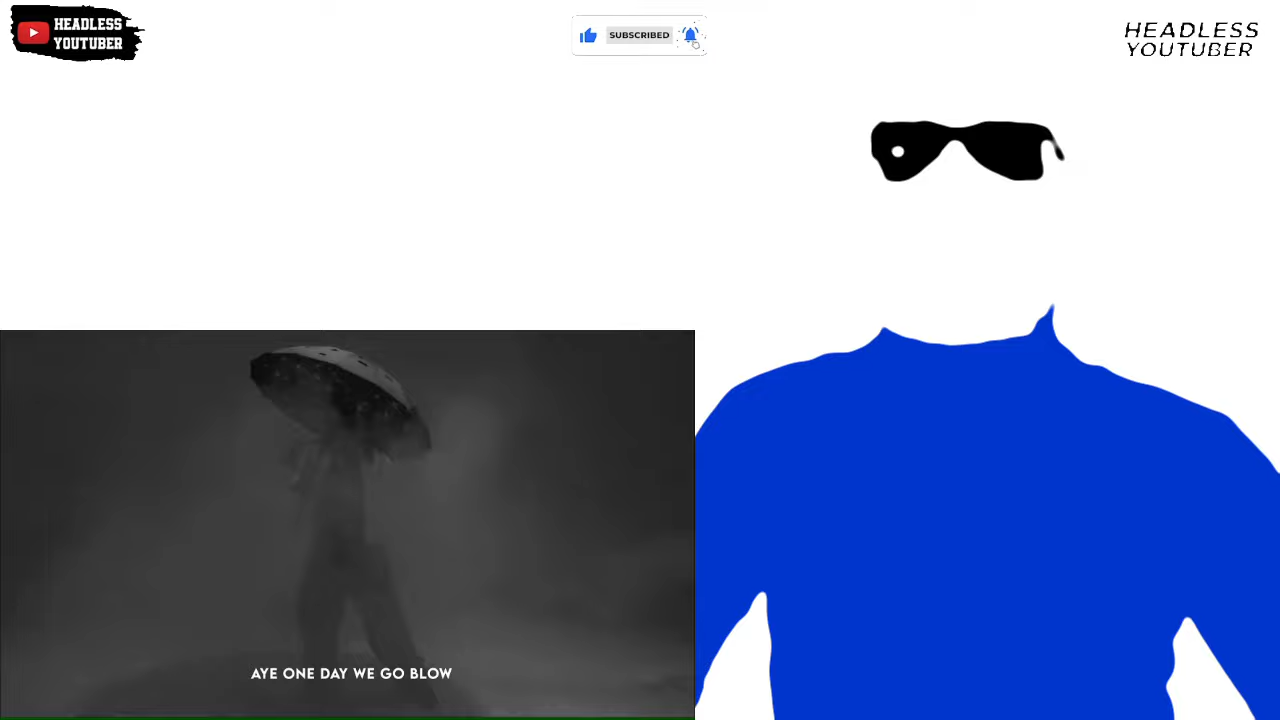 HEADLESS
YOUTUBER
SUBSCRIBED
HEADLESS
YOUTUBER
AYE ONE DAY WE GO BLOW